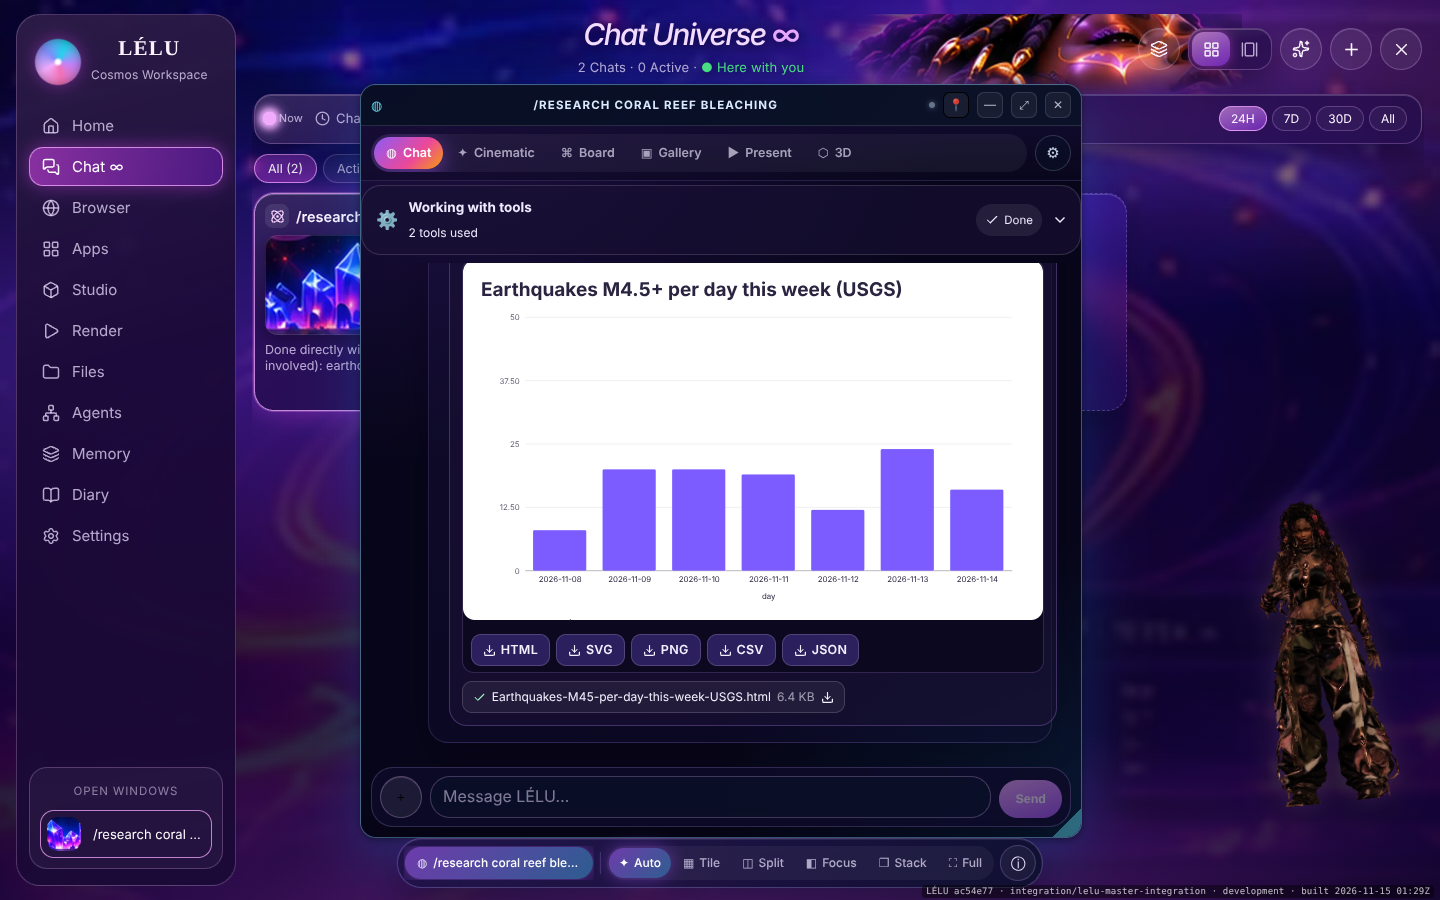 LÉLU
Cosmos Workspace
Home
Chat ∞
Browser
Apps
Studio
Render
Files
Agents
Memory
Diary
Settings
OPEN WINDOWS
/research coral ...
Chat Universe ∞
2 Chats · 0 Active · Here with you
Now
Cha
24H
7D
30D
All
All (2)
Acti
/research
Done directly wi
involved): earthq
/RESEARCH CORAL REEF BLEACHING
Chat
Cinematic
Board
Gallery
Present
3D
Working with tools
2 tools used
Done
Earthquakes M4.5+ per day this week (USGS)
50
37.50
25
12.50
0
2026-11-08
2026-11-09
2026-11-10
2026-11-11
2026-11-12
2026-11-13
2026-11-14
day
HTML
SVG
PNG
CSV
JSON
Earthquakes-M45-per-day-this-week-USGS.html 6.4 KB
Message LÉLU...
Send
/research coral reef ble...
Auto
Tile
Split
Focus
Stack
Full
LÉLU ac54e77 · integration/lelu-master-integration · development · built 2026-11-15 01:29Z